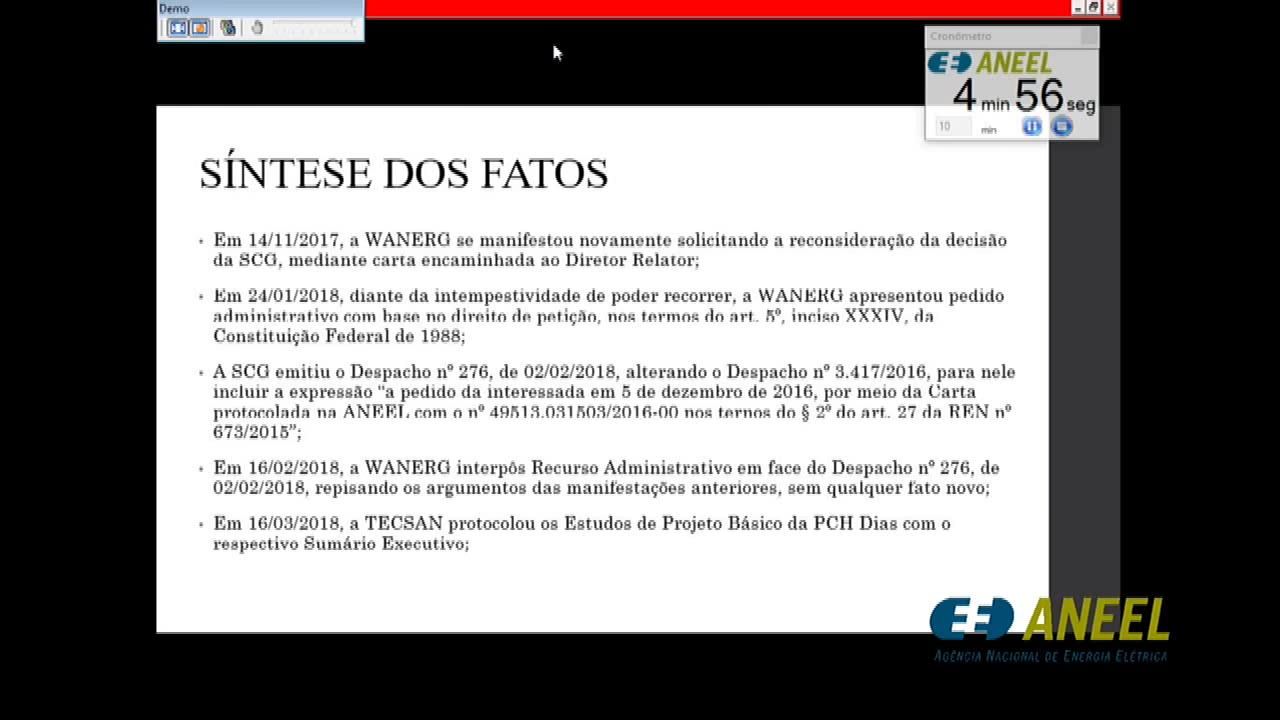 Demo
Cronômetro
ANEEL
4 min 56 seg
10 min
SÍNTESE DOS FATOS
• Em 14/11/2017, a WANERG se manifestou novamente solicitando a reconsideração da decisão
da SCG, mediante carta encaminhada ao Diretor Relator;
• Em 24/01/2018, diante da intempestividade de poder recorrer, a WANERG apresentou pedido
administrativo com base no direito de petição, nos termos do art. 5º, inciso XXXIV, da
Constituição Federal de 1988;
• A SCG emitiu o Despacho nº 276, de 02/02/2018, alterando o Despacho nº 3.417/2016, para nele
incluir a expressão “a pedido da interessada em 5 de dezembro de 2016, por meio da Carta
protocolada na ANEEL com o nº 49513.031503/2016-00 nos ternos do § 2º do art. 27 da REN nº
673/2015”;
• Em 16/02/2018, a WANERG interpôs Recurso Administrativo em face do Despacho nº 276, de
02/02/2018, repisando os argumentos das manifestações anteriores, sem qualquer fato novo;
• Em 16/03/2018, a TECSAN protocolou os Estudos de Projeto Básico da PCH Dias com o
respectivo Sumário Executivo;
ANEEL
AGÊNCIA NACIONAL DE ENERGIA ELÉTRICA